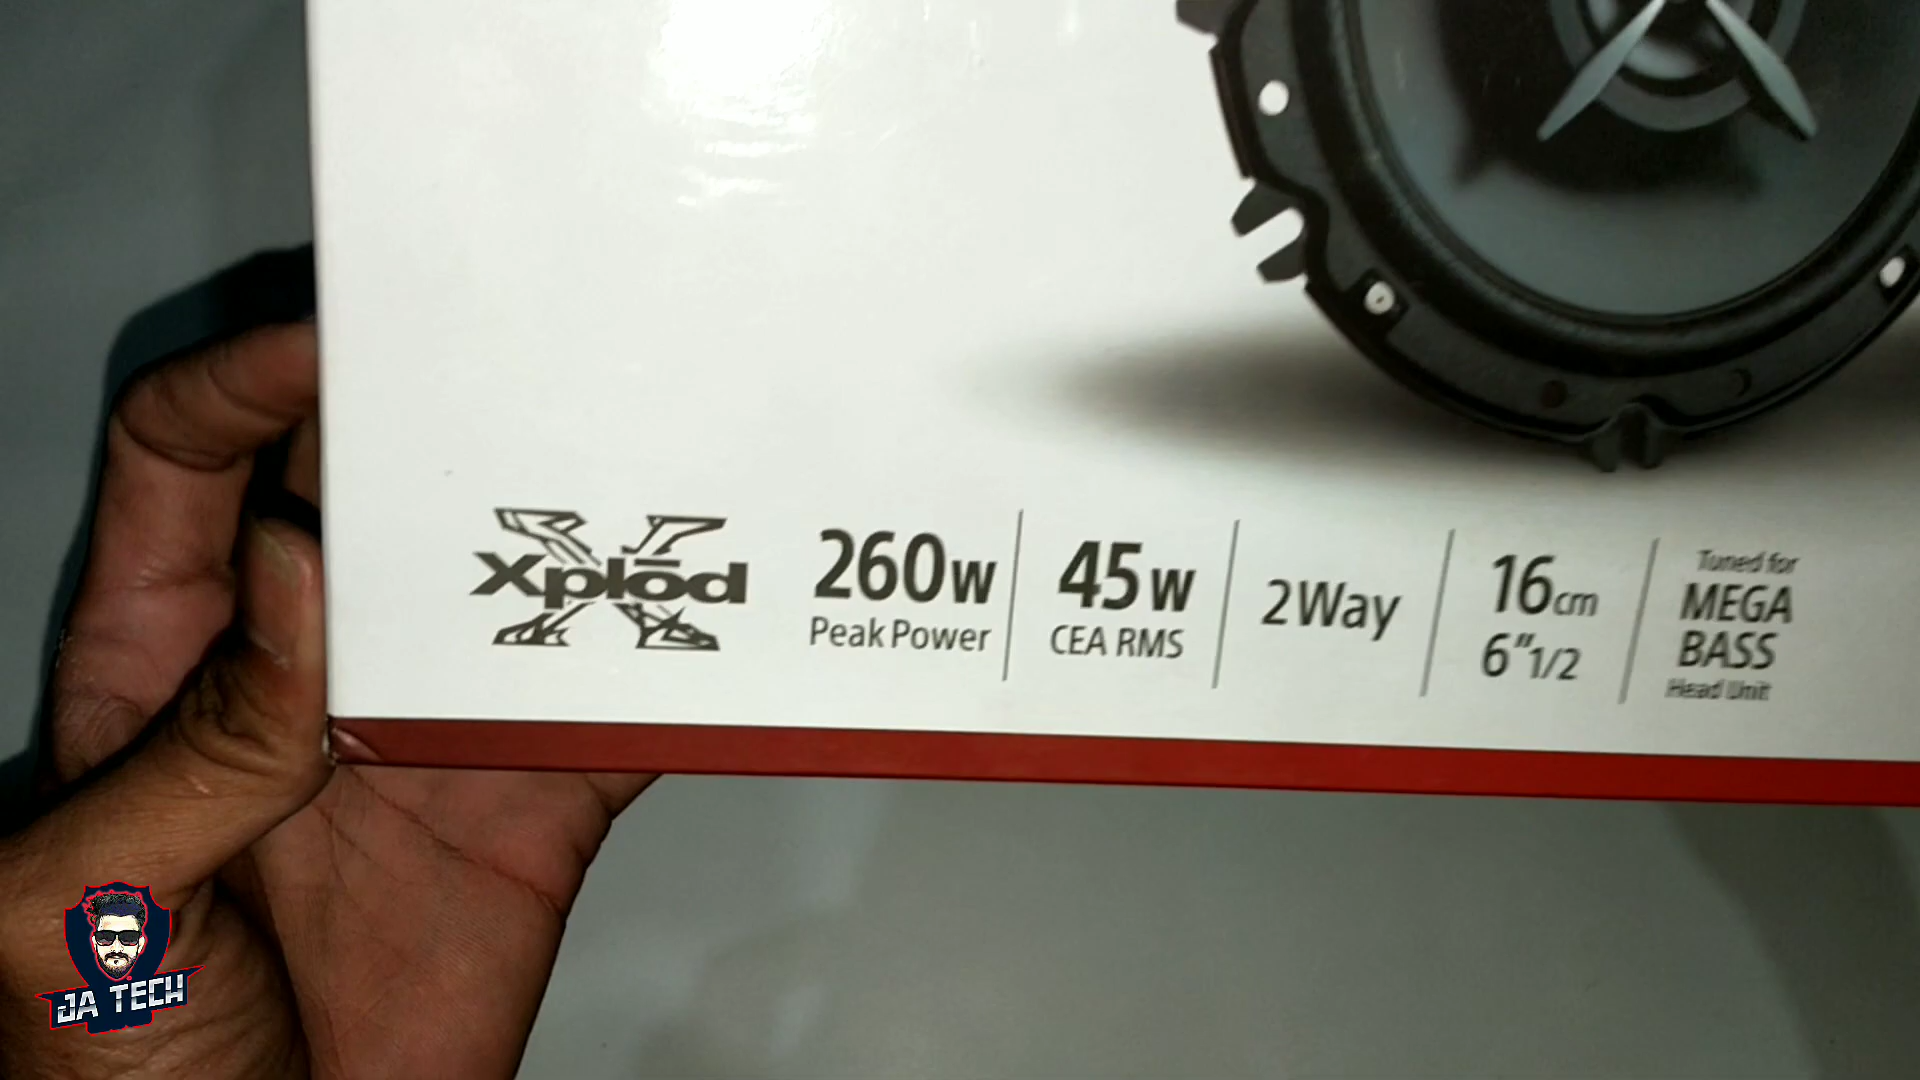 Xplōd
260W
Peak Power
45W
CEA RMS
2Way
16cm
6"1/2
Tuned for
MEGA
BASS
Head Unit
JA TECH